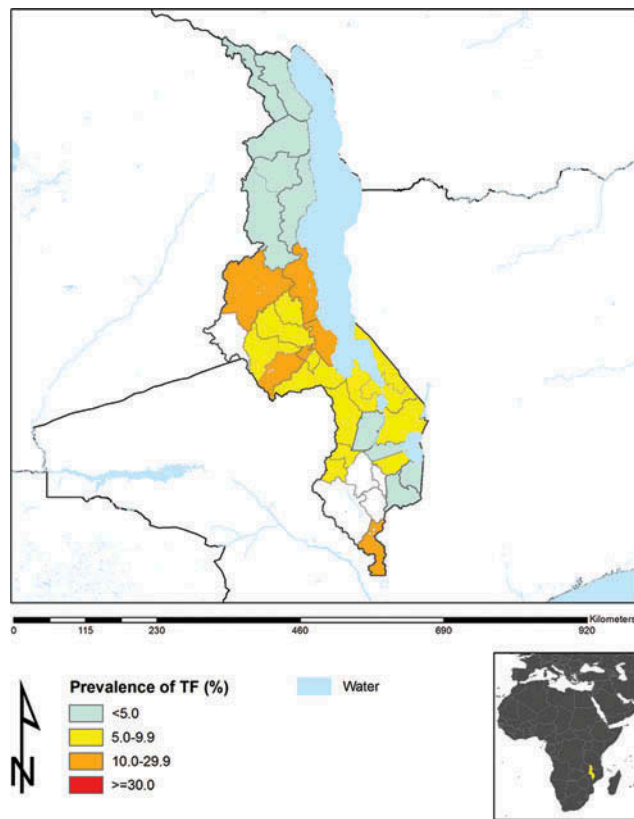 Kilometers
0 115 230 460 690 920
Prevalence of TF (%)
Water
<5.0
5.0-9.9
10.0-29.9
>=30.0
N